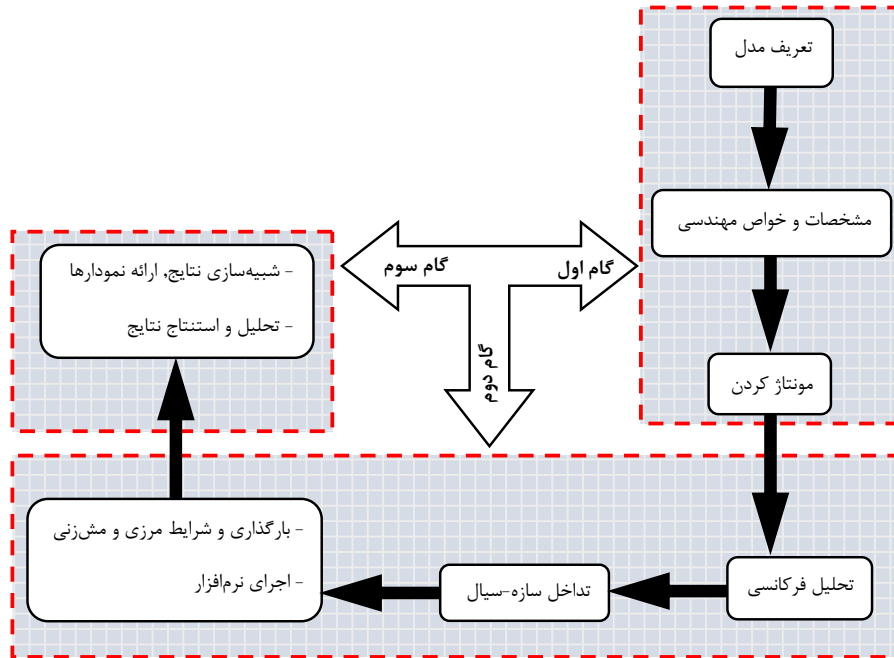 تعریف مدل
مشخصات و خواص مهندسی
مونتاژ کردن
گام اول
گام سوم
گام دوم
- شبیه‌سازی نتایج, ارائه نمودارها
- تحلیل و استنتاج نتایج
تحلیل فرکانسی
تداخل سازه-سیال
- بارگذاری و شرایط مرزی و مش‌زنی
- اجرای نرم‌افزار